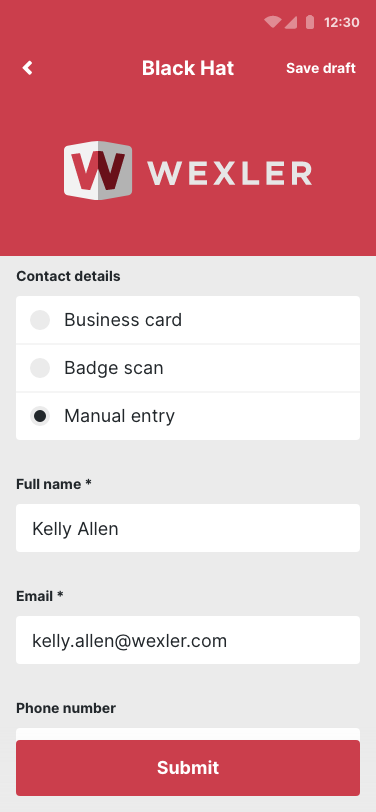 12:30
Black Hat
Save draft
W WEXLER
Contact details
Business card
Badge scan
Manual entry
Full name *
Kelly Allen
Email *
kelly.allen@wexler.com
Phone number
Submit